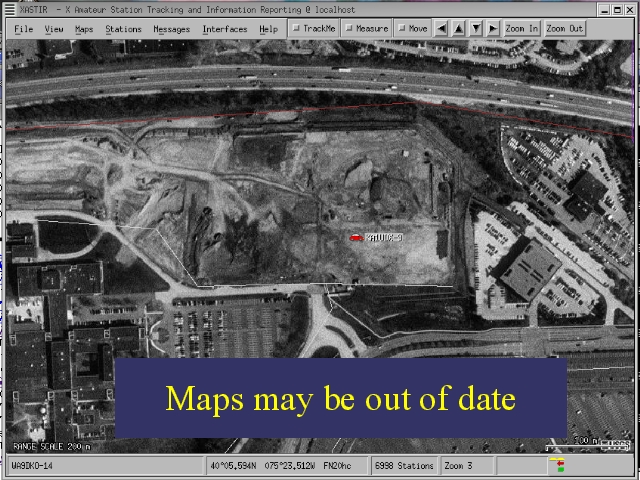 XASTIR - X Amateur Station Tracking and Information Reporting @ localhost
File View Maps Stations Messages Interfaces Help TrackMe Measure Move Zoom In Zoom Out
Maps may be out of date
RANGE SCALE 200 m
100 m
WA9DKO-14 40°05.594N 075°23.512W FN20hc 6998 Stations Zoom 3